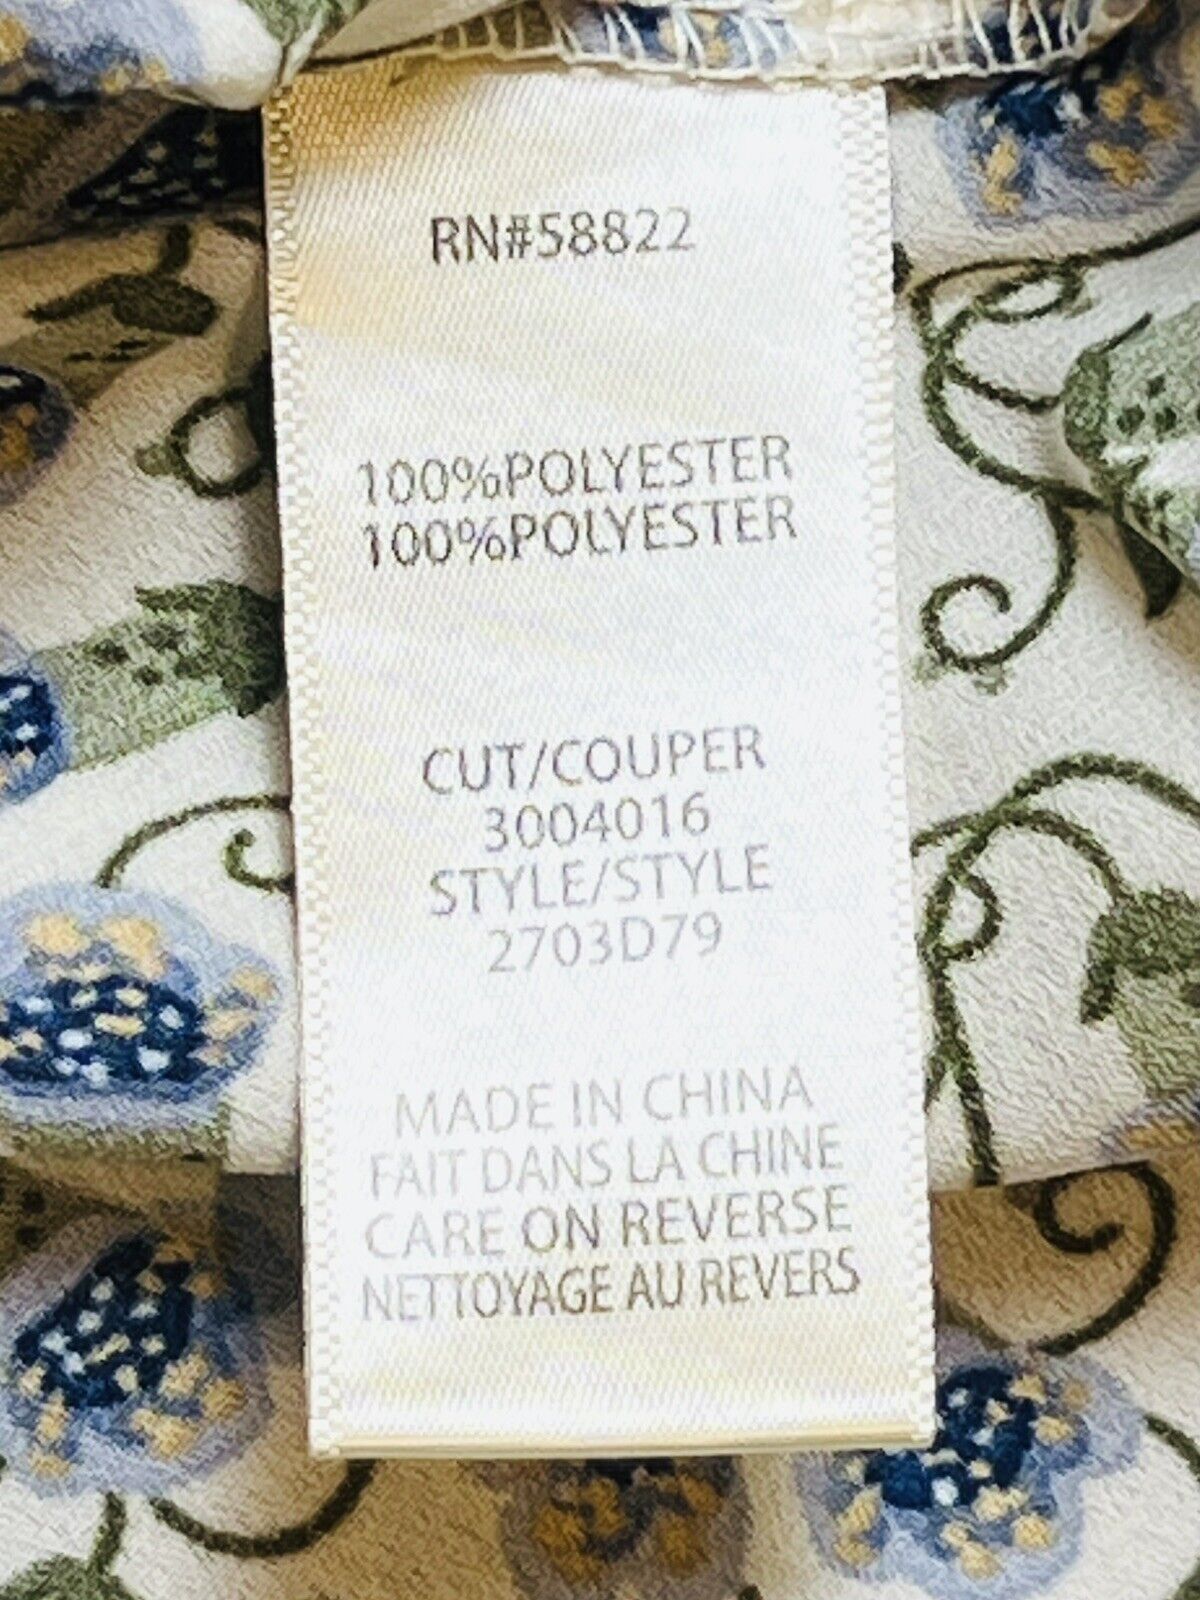 RN#58822
100%POLYESTER
100%POLYESTER
CUT/COUPER
3004016
STYLE/STYLE
2703D79
MADE IN CHINA
FAIT DANS LA CHINE
CARE ON REVERSE
NETTOYAGE AU REVERS